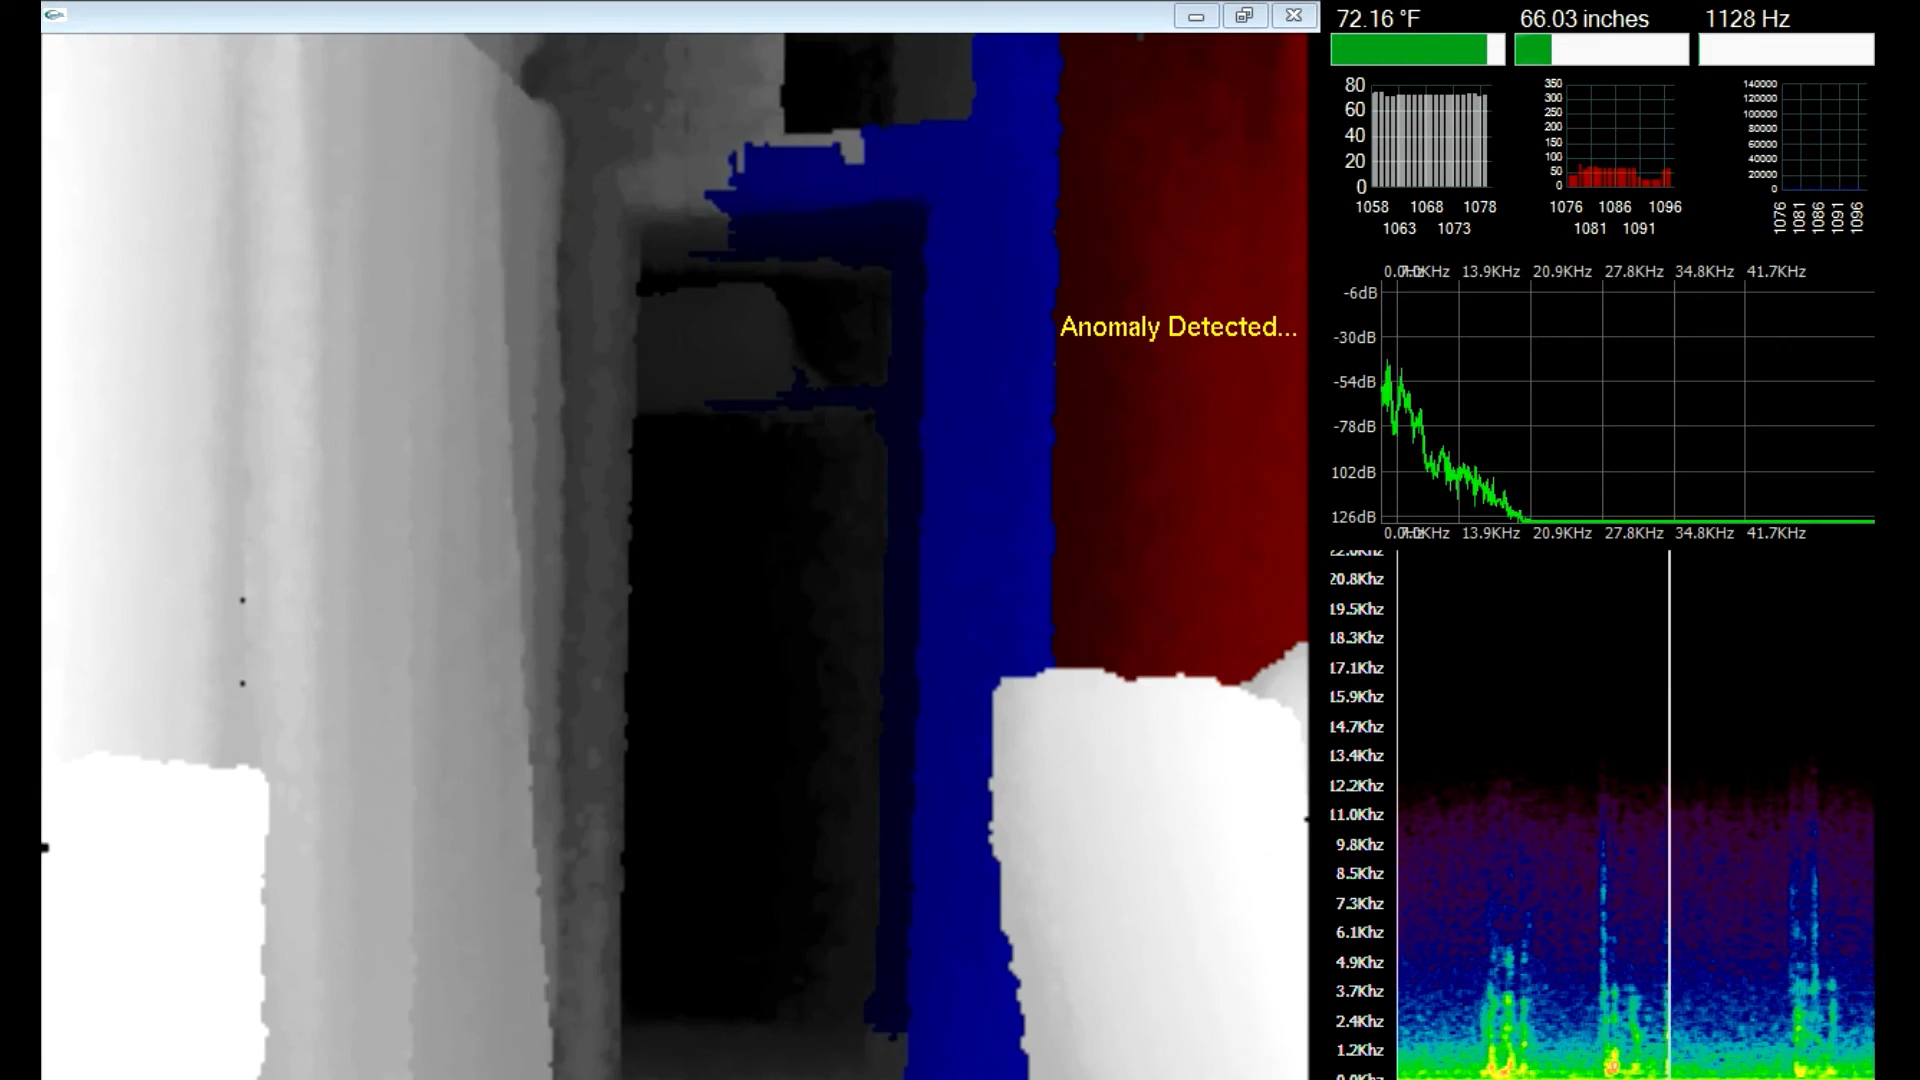 72.16 °F 66.03 inches 1128 Hz
80
60
40
20
0
1058 1068 1078
1063 1073
350
300
250
200
150
100
50
0
1076 1086 1096
1081 1091
140000
120000
100000
80000
60000
40000
20000
0
1076
1081
1086
1091
1096
13.9KHz 20.9KHz 27.8KHz 34.8KHz 41.7KHz
-6dB
-30dB
-54dB
-78dB
102dB
126dB
13.9KHz 20.9KHz 27.8KHz 34.8KHz 41.7KHz
Anomaly Detected...
20.8Khz
19.5Khz
18.3Khz
17.1Khz
15.9Khz
14.7Khz
13.4Khz
12.2Khz
11.0Khz
9.8Khz
8.5Khz
7.3Khz
6.1Khz
4.9Khz
3.7Khz
2.4Khz
1.2Khz